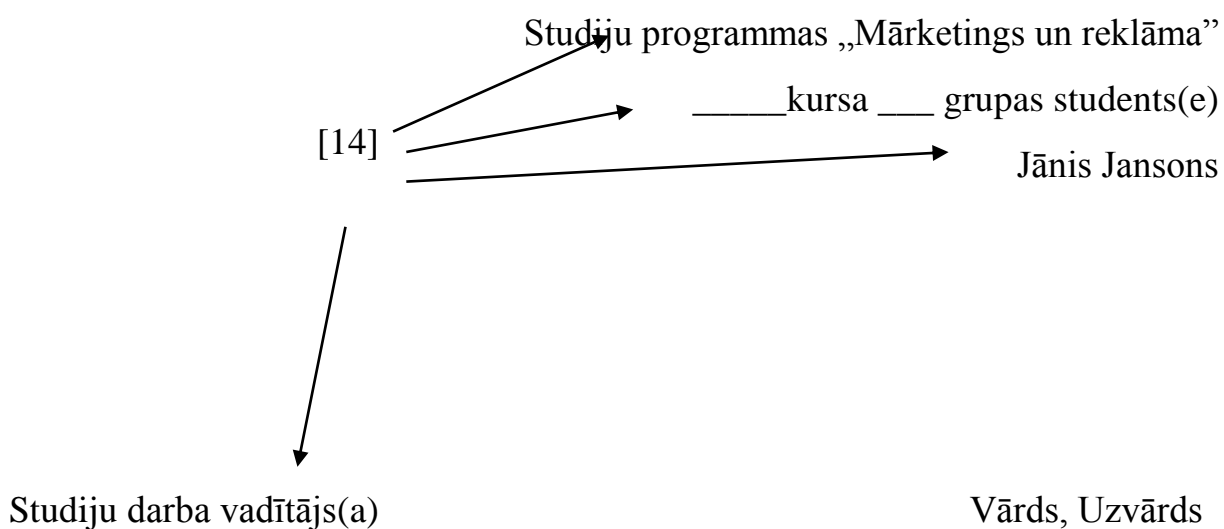 Studiju programmas „Mārketings un reklāma”
_____kursa ___ grupas students(e)
[14]
Jānis Jansons
Studiju darba vadītājs(a) Vārds, Uzvārds